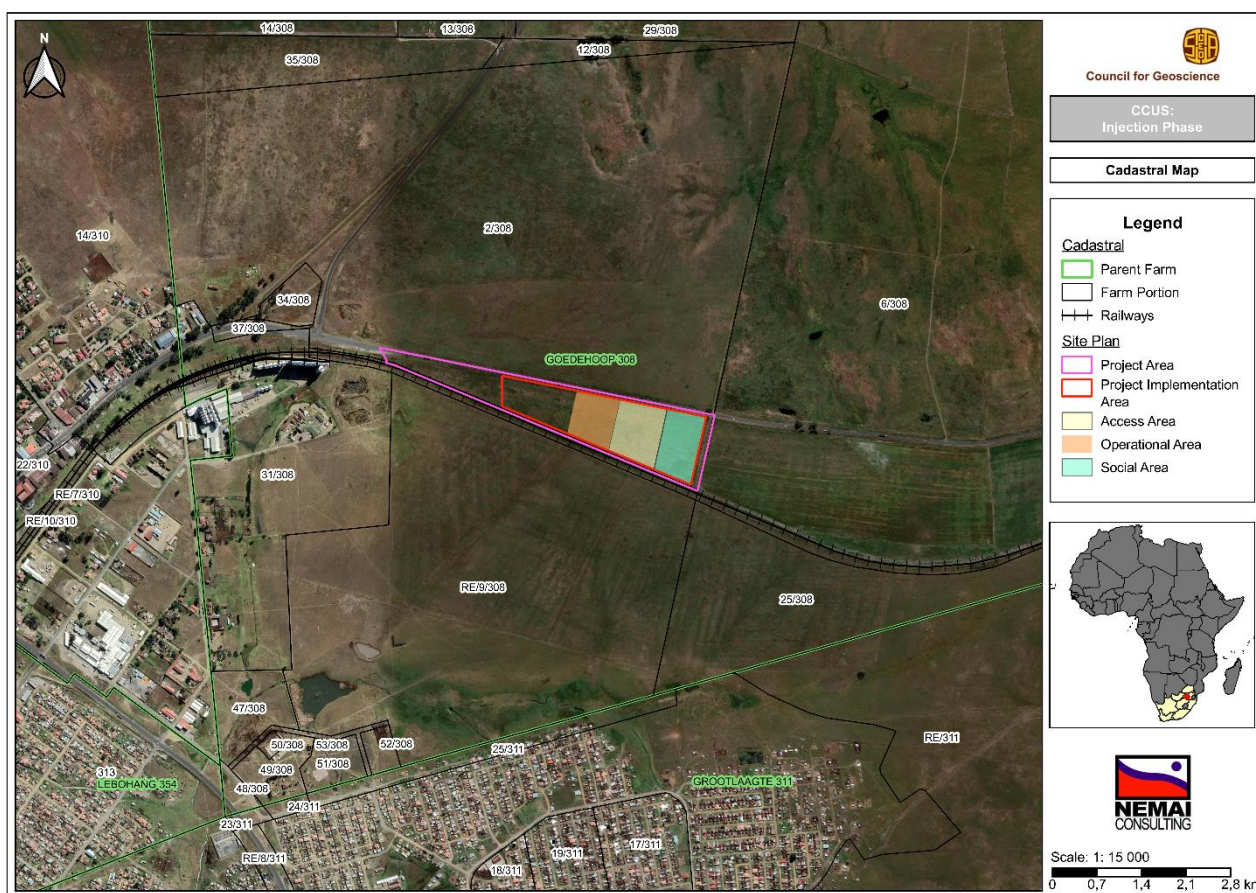 N
14/308
13/308
29/308
12/308
35/308
14/310
2/308
34/308
37/308
6/308
GOEDEHOOP 308
22/310
31/308
RE/7/310
RE/10/310
RE/9/308
25/308
47/308
50/308
53/308
52/308
51/308
49/308
48/308
25/311
RE/311
313
LEBOHANG 354
GROOTLAAGTE 311
24/311
23/311
RE/8/311
17/311
19/311
18/311
Council for Geoscience
CCUS:
Injection Phase
Cadastral Map
Legend
Cadastral
Parent Farm
Farm Portion
Railways
Site Plan
Project Area
Project Implementation
Area
Access Area
Operational Area
Social Area
NEMAI
CONSULTING
Scale: 1: 15 000
0 0,7 1,4 2,1 2,8 k